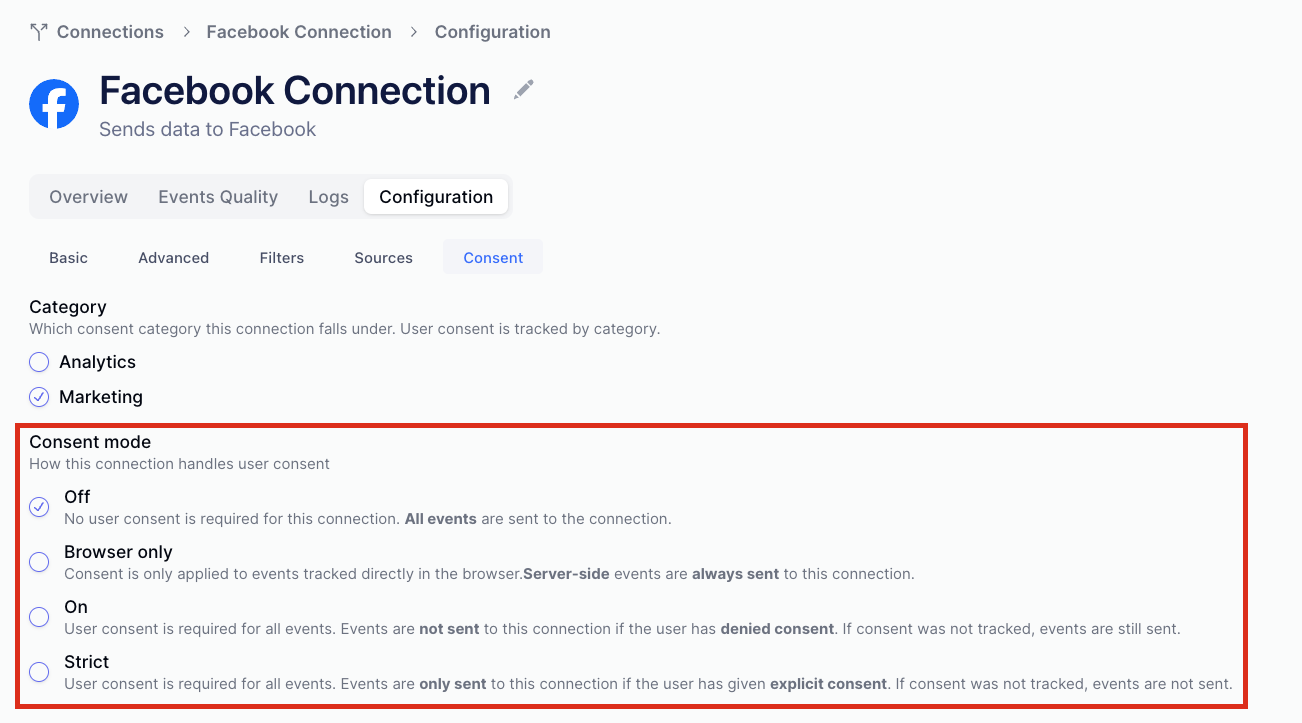 Connections > Facebook Connection > Configuration
Facebook Connection
Sends data to Facebook
Overview Events Quality Logs Configuration
Basic Advanced Filters Sources Consent
Category
Which consent category this connection falls under. User consent is tracked by category.
Analytics
Marketing
Consent mode
How this connection handles user consent
Off
No user consent is required for this connection. All events are sent to the connection.
Browser only
Consent is only applied to events tracked directly in the browser.Server-side events are always sent to this connection.
On
User consent is required for all events. Events are not sent to this connection if the user has denied consent. If consent was not tracked, events are still sent.
Strict
User consent is required for all events. Events are only sent to this connection if the user has given explicit consent. If consent was not tracked, events are not sent.